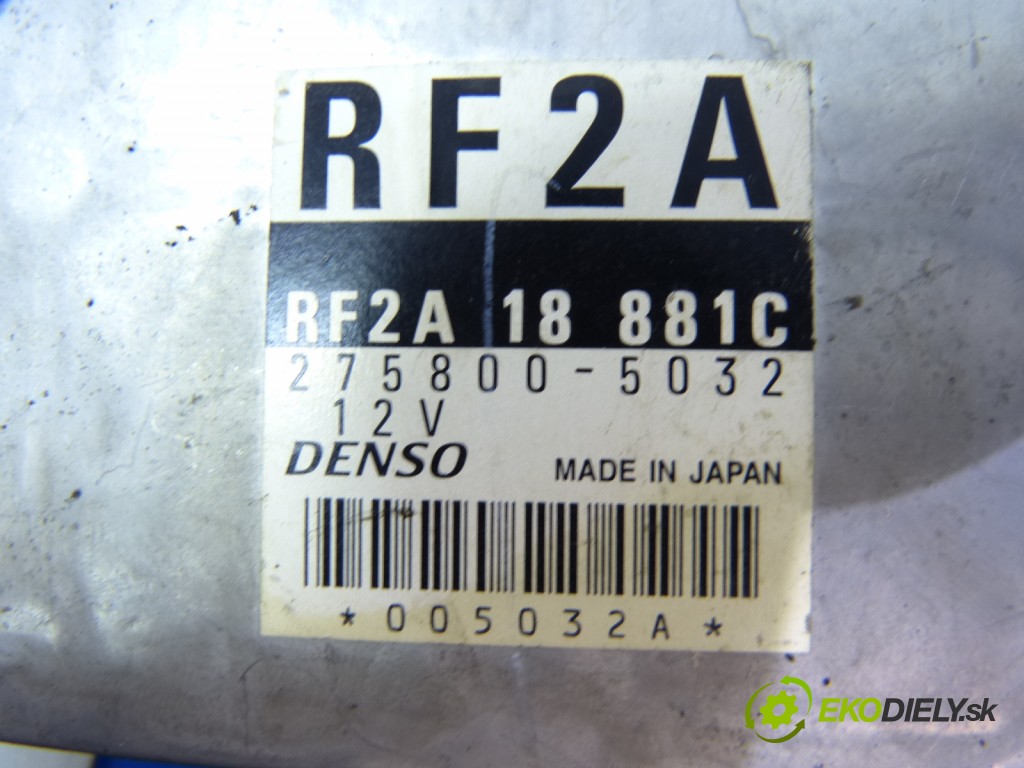 RF2A
RF2A 18 881C
275800-5032
12V
DENSO MADE IN JAPAN
*005032A*
EKODIELY.sk